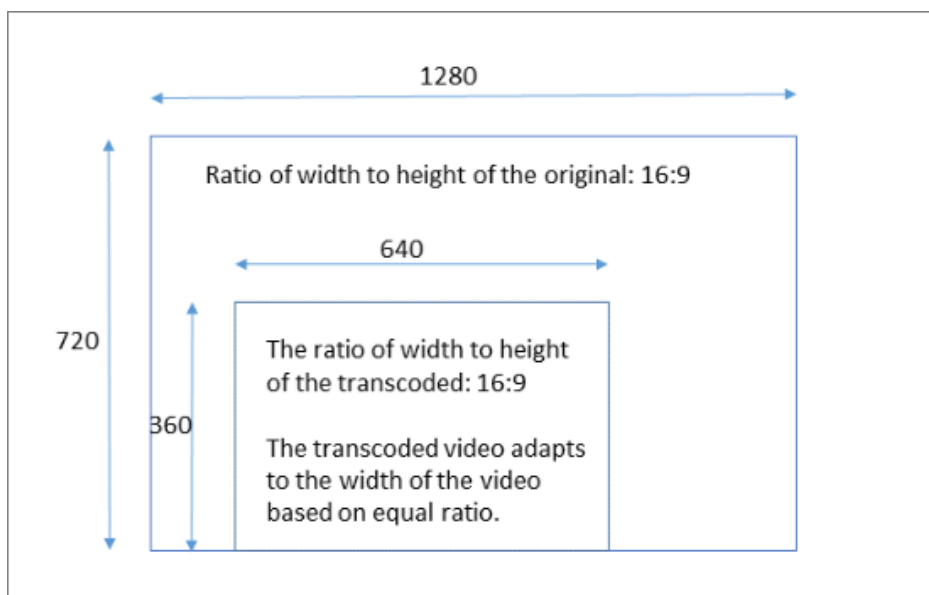 1280
Ratio of width to height of the original: 16:9
640
720
The ratio of width to height
of the transcoded: 16:9
360
The transcoded video adapts
to the width of the video
based on equal ratio.